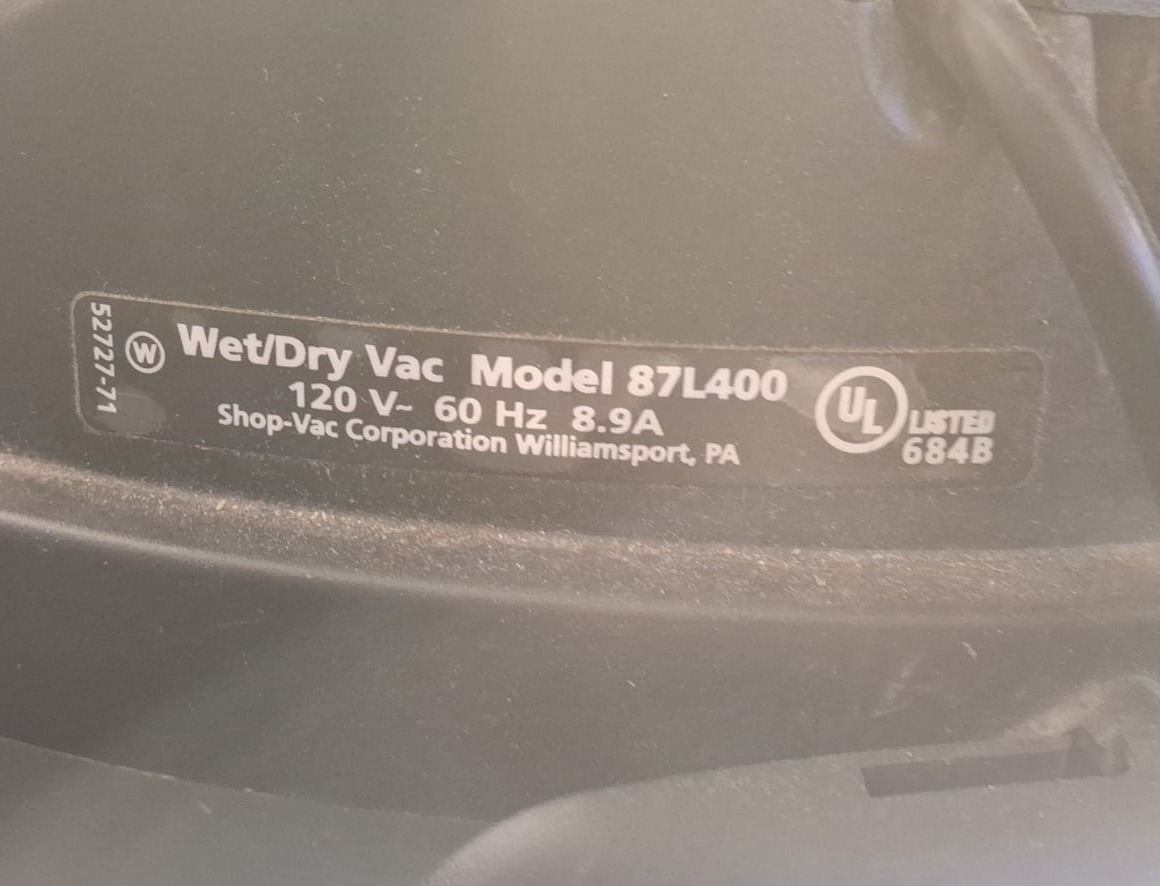 52727-71
W
Wet/Dry Vac Model 87L400
120 V~ 60 Hz 8.9A
Shop-Vac Corporation Williamsport, PA
UL
LISTED
684B